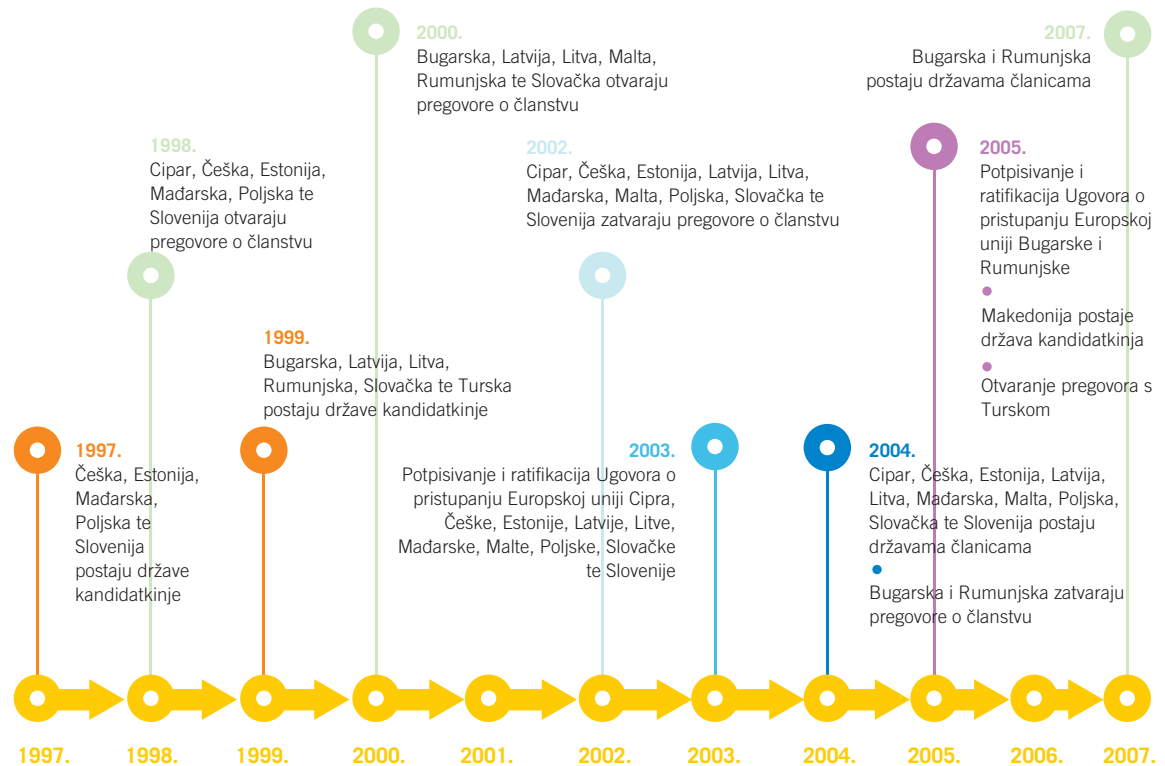 1997.
Češka, Estonija,
Mađarska,
Poljska te
Slovenija
postaju države
kandidatkinje
1998.
Cipar, Češka, Estonija,
Mađarska, Poljska te
Slovenija otvaraju
pregovore o članstvu
1999.
Bugarska, Latvija, Litva,
Rumunjska, Slovačka te Turska
postaju države kandidatkinje
2000.
Bugarska, Latvija, Litva, Malta,
Rumunjska te Slovačka otvaraju
pregovore o članstvu
2002.
Cipar, Češka, Estonija, Latvija, Litva,
Mađarska, Malta, Poljska, Slovačka te
Slovenija zatvaraju pregovore o članstvu
2003.
Potpisivanje i ratifikacija Ugovora o
pristupanju Europskoj uniji Cipra,
Češke, Estonije, Latvije, Litve,
Mađarske, Malte, Poljske, Slovačke
te Slovenije
2004.
Cipar, Češka, Estonija, Latvija,
Litva, Mađarska, Malta, Poljska,
Slovačka te Slovenija postaju
državama članicama
Bugarska i Rumunjska zatvaraju
pregovore o članstvu
2005.
Potpisivanje i
ratifikacija Ugovora o
pristupanju Europskoj
uniji Bugarske i
Rumunjske
Makedonija postaje
država kandidatkinja
Otvaranje pregovora s
Turskom
2007.
Bugarska i Rumunjska
postaju državama članicama
1997. 1998. 1999. 2000. 2001. 2002. 2003. 2004. 2005. 2006. 2007.